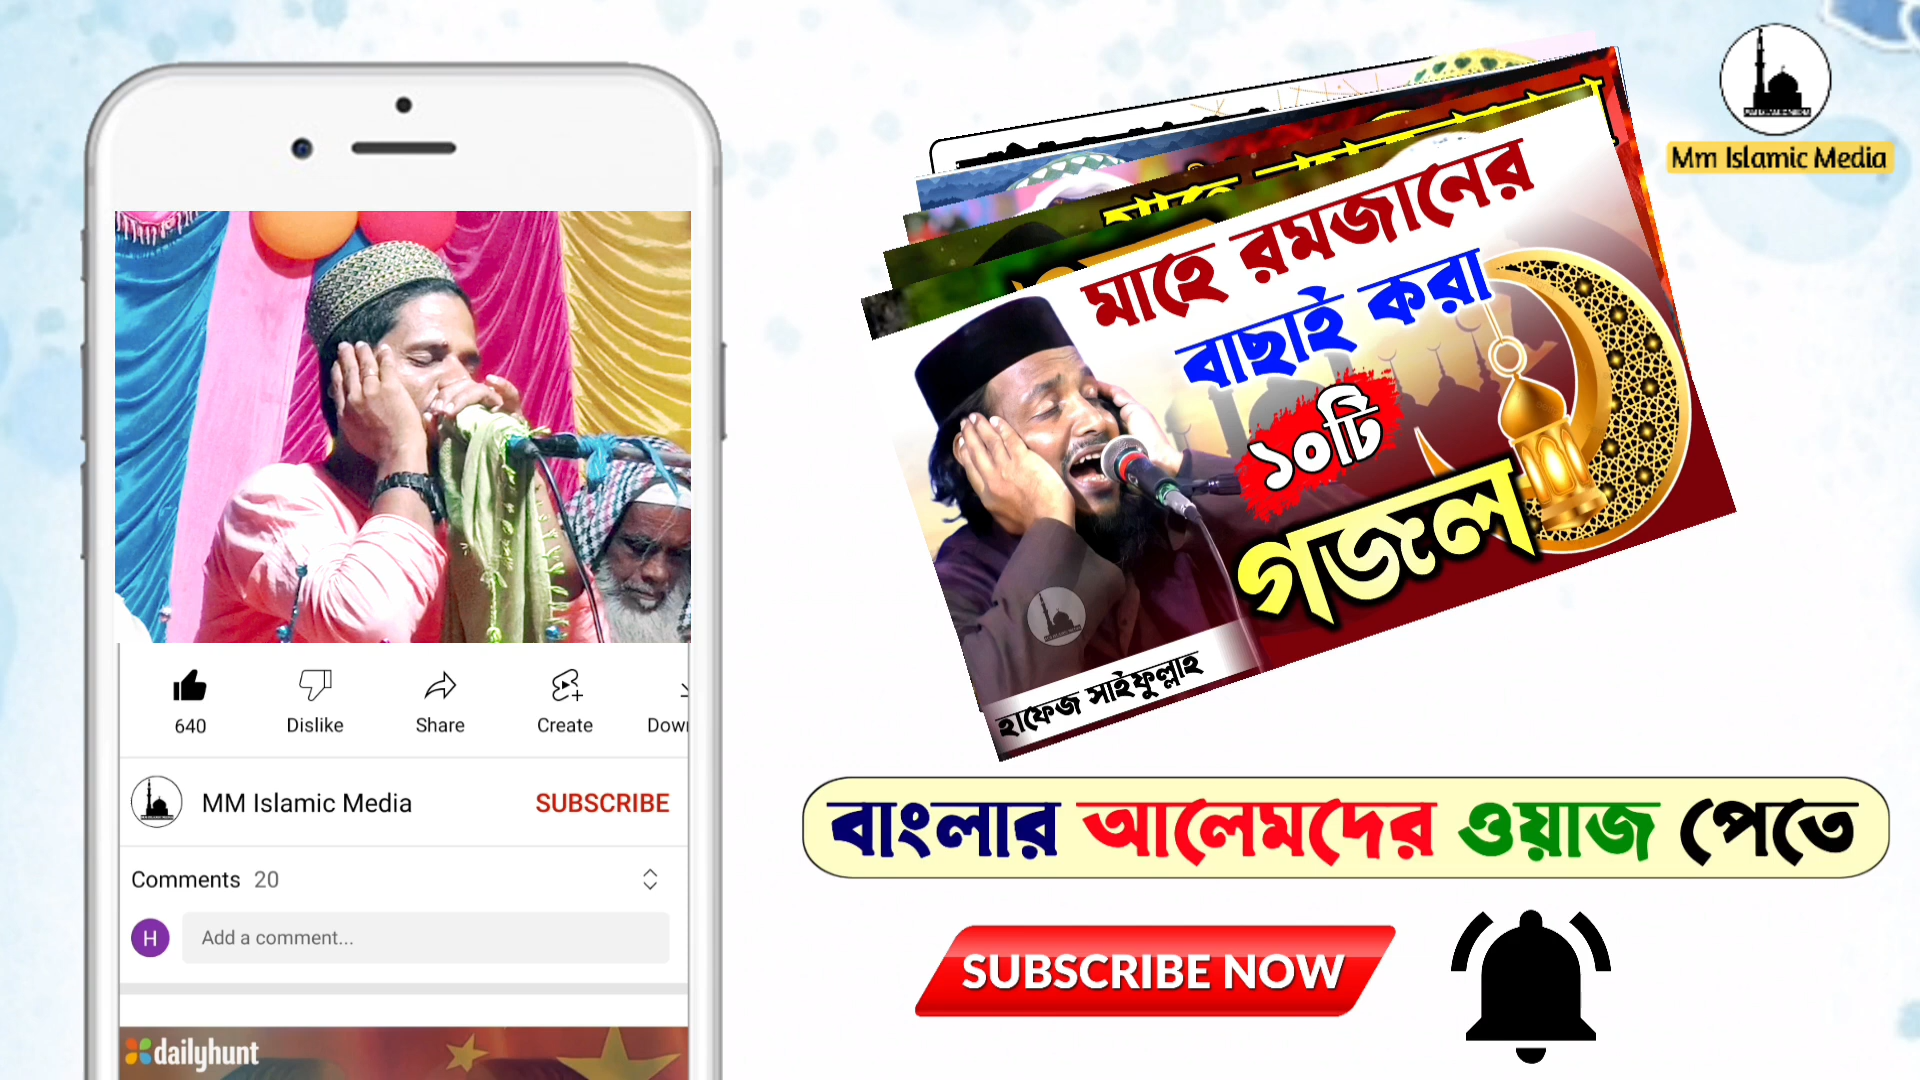 Mm Islamic Media
মাহে রমজানের
বাছাই করা
১০টি
গজল
হাফেজ সাইফুল্লাহ
640
Dislike
Share
Create
Down
MM Islamic Media
SUBSCRIBE
Comments 20
H
Add a comment...
dailyhunt
বাংলার আলেমদের ওয়াজ পেতে
SUBSCRIBE NOW